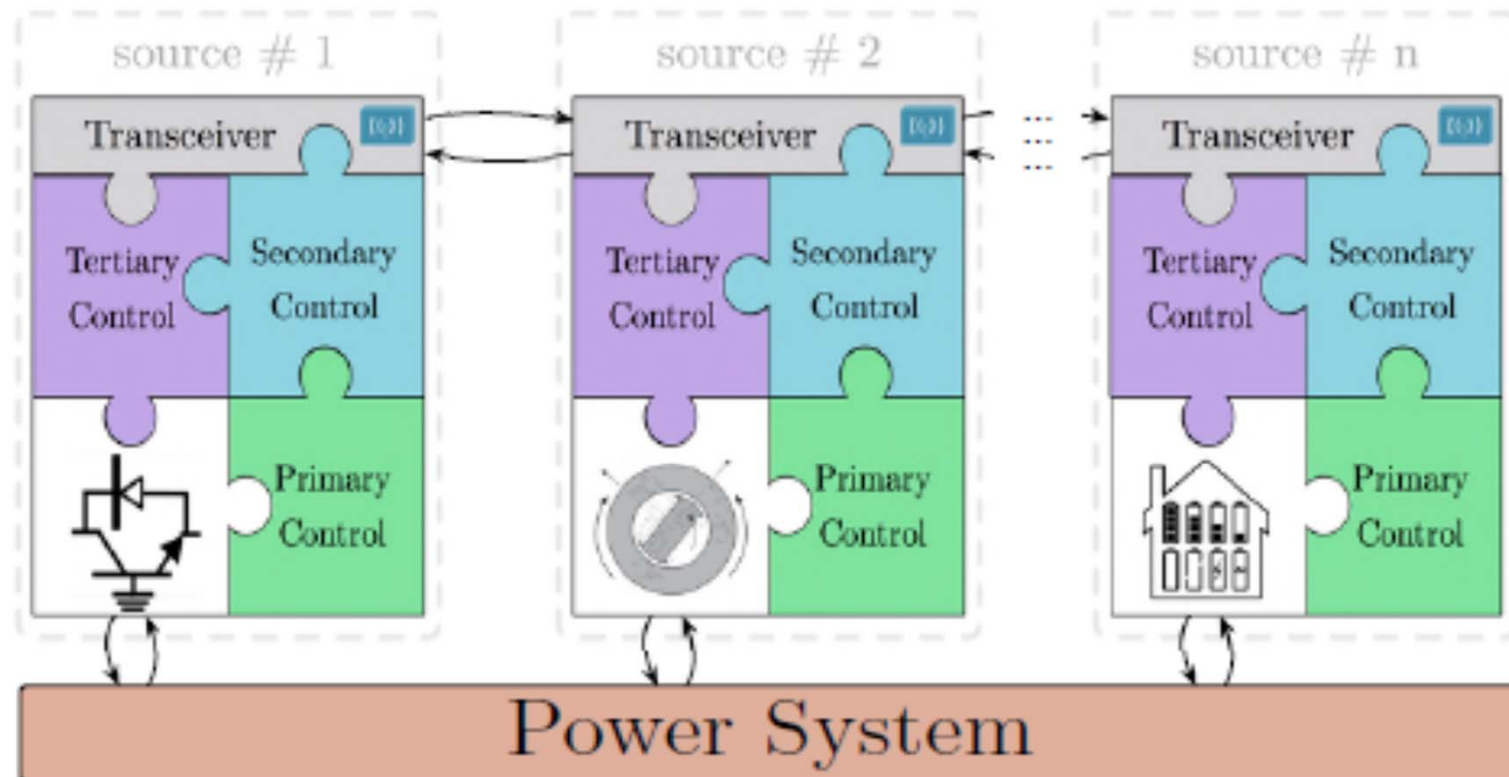 source # 1
source # 2
source # n
Transceiver
Transceiver
...
...
...
Transceiver
Tertiary
Control
Secondary
Control
Tertiary
Control
Secondary
Control
Tertiary
Control
Secondary
Control
Primary
Control
Primary
Control
Primary
Control
Power System